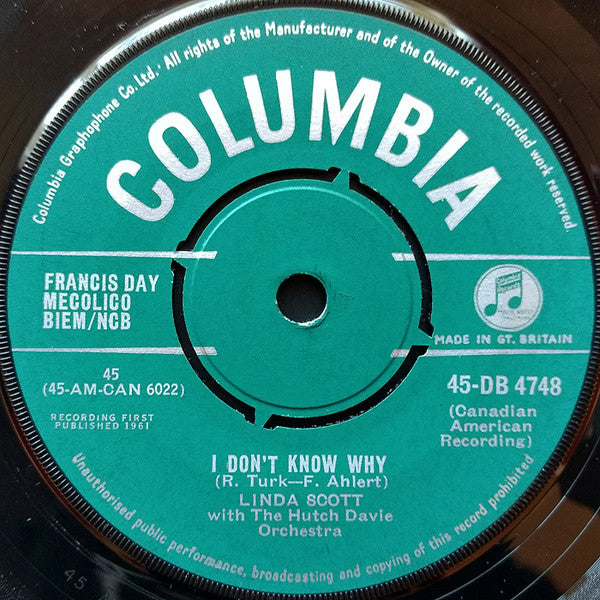 Columbia Graphophone Co. Ltd. All rights of the Manufacturer and of the Owner of the recorded work reserved.
COLUMBIA
FRANCIS DAY
MECOLICO
BIEM/NCB
Columbia
Records
MADE IN GT. BRITAIN
45
(45-AM-CAN 6022)
RECORDING FIRST
PUBLISHED 1961
45-DB 4748
(Canadian
American
Recording)
I DON'T KNOW WHY
(R. Turk—F. Ahlert)
LINDA SCOTT
with The Hutch Davie
Orchestra
Unauthorised public performance, broadcasting and copying of this record prohibited
45